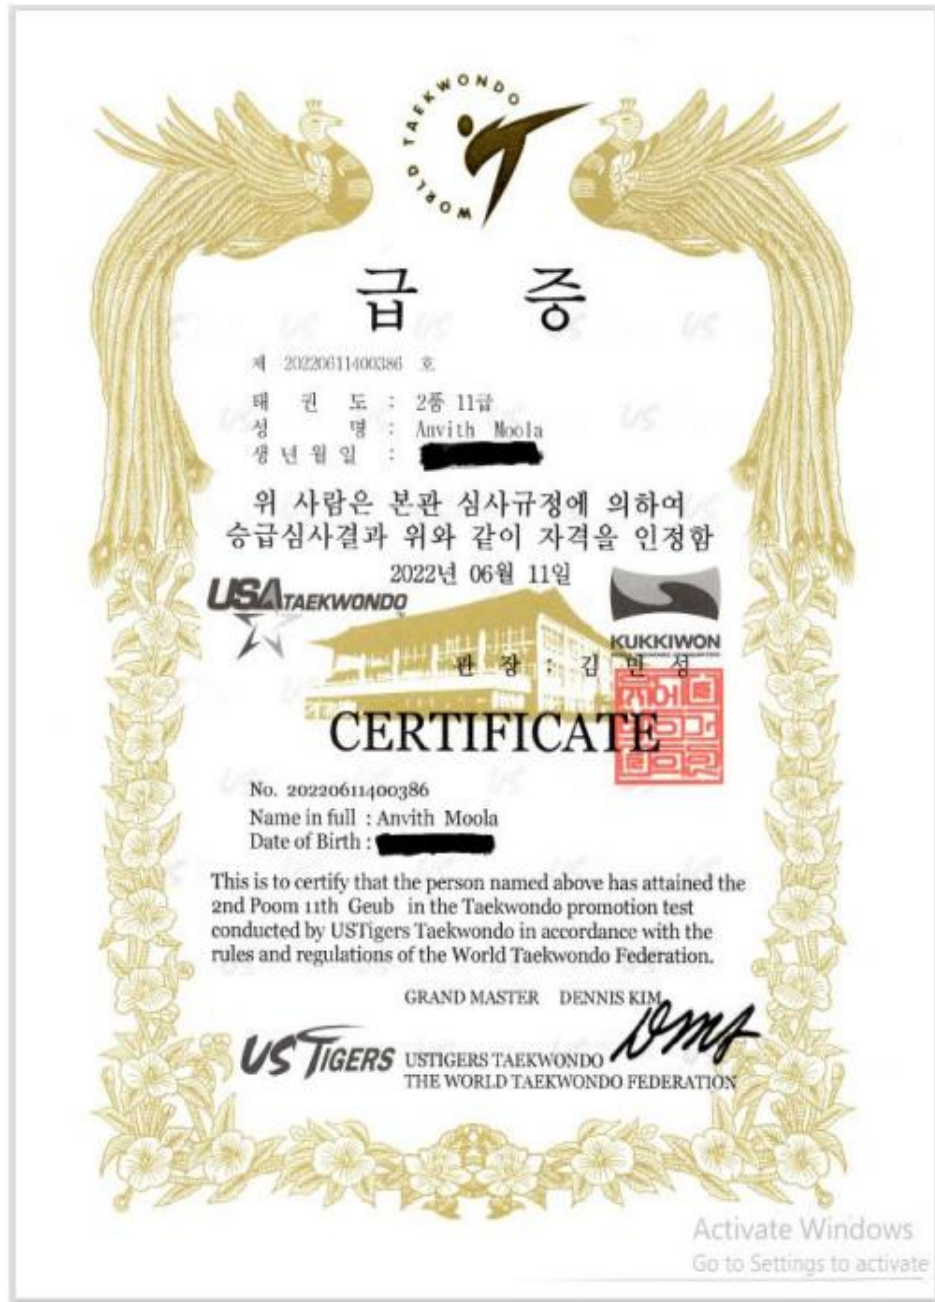 WORLD TAEKWONDO
급 증
제 20220611400386 호
태 권 도 : 2품 11급
성 명 : Anvith Moola
생 년 월 일 :
위 사람은 본관 심사규정에 의하여
승급심사결과 위와 같이 자격을 인정함
2022년 06월 11일
USA TAEKWONDO
KUKKIWON
관 장 : 김 민 성
CERTIFICATE
No. 20220611400386
Name in full : Anvith Moola
Date of Birth :
This is to certify that the person named above has attained the
2nd Poom 11th Geub in the Taekwondo promotion test
conducted by USTigers Taekwondo in accordance with the
rules and regulations of the World Taekwondo Federation.
GRAND MASTER DENNIS KIM
US TIGERS
USTIGERS TAEKWONDO
THE WORLD TAEKWONDO FEDERATION
Activate Windows
Go to Settings to activate